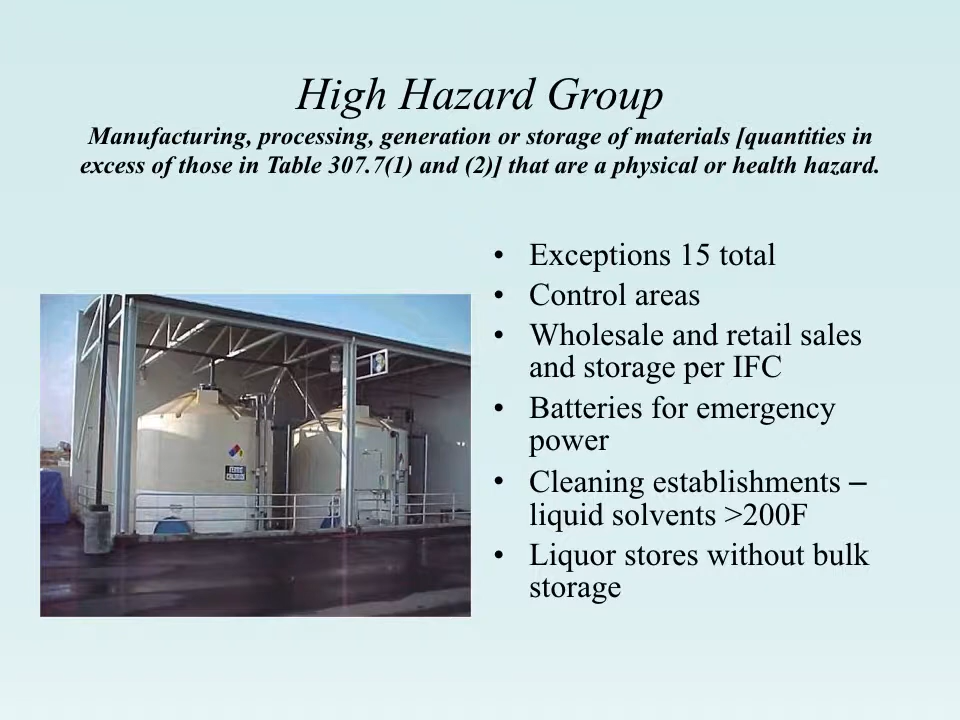 High Hazard Group
Manufacturing, processing, generation or storage of materials [quantities in
excess of those in Table 307.7(1) and (2)] that are a physical or health hazard.
• Exceptions 15 total
• Control areas
• Wholesale and retail sales
and storage per IFC
• Batteries for emergency
power
• Cleaning establishments –
liquid solvents >200F
• Liquor stores without bulk
storage